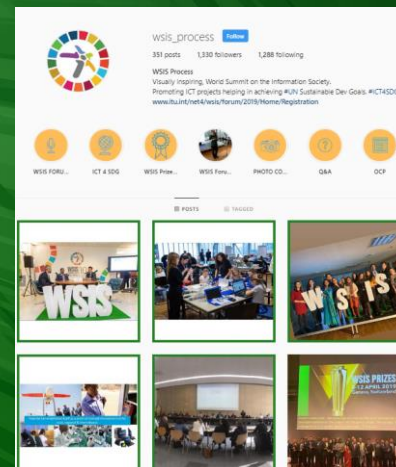 wsis_process Follow
351 posts 1,330 followers 1,288 following
WSIS Process
Visually inspiring, World Summit on the Information Society.
Promoting ICT projects helping in achieving #UN Sustainable Dev Goals. #ICT4SDG
www.itu.int/net4/wsis/forum/2019/Home/Registration
WSIS FORU... ICT 4 SDG WSIS Prize... WSIS Foru... PHOTO CO... Q&A OCP
POSTS TAGGED
WSIS
WSIS
WSIS PRIZES